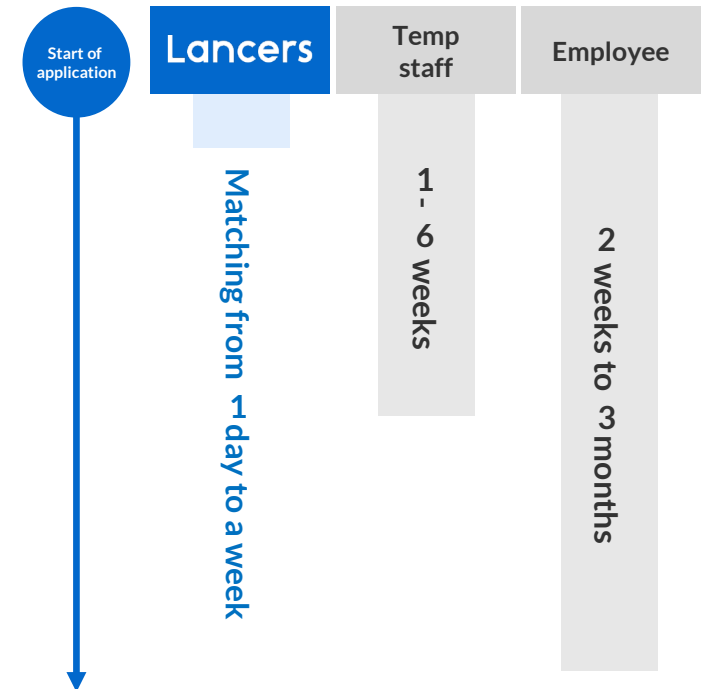 Start of
application
Lancers
Temp
staff
Employee
Matching from 1 day to a week
1 - 6 weeks
2 weeks to 3 months